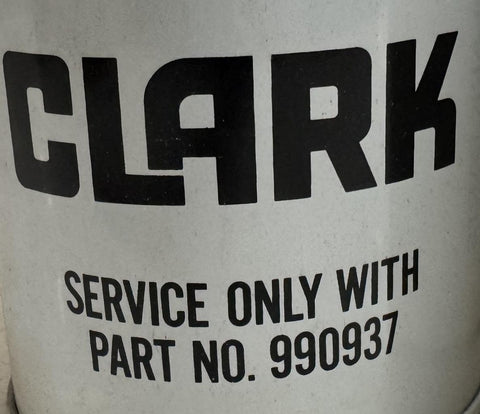 CLARK
SERVICE ONLY WITH
PART NO. 990937